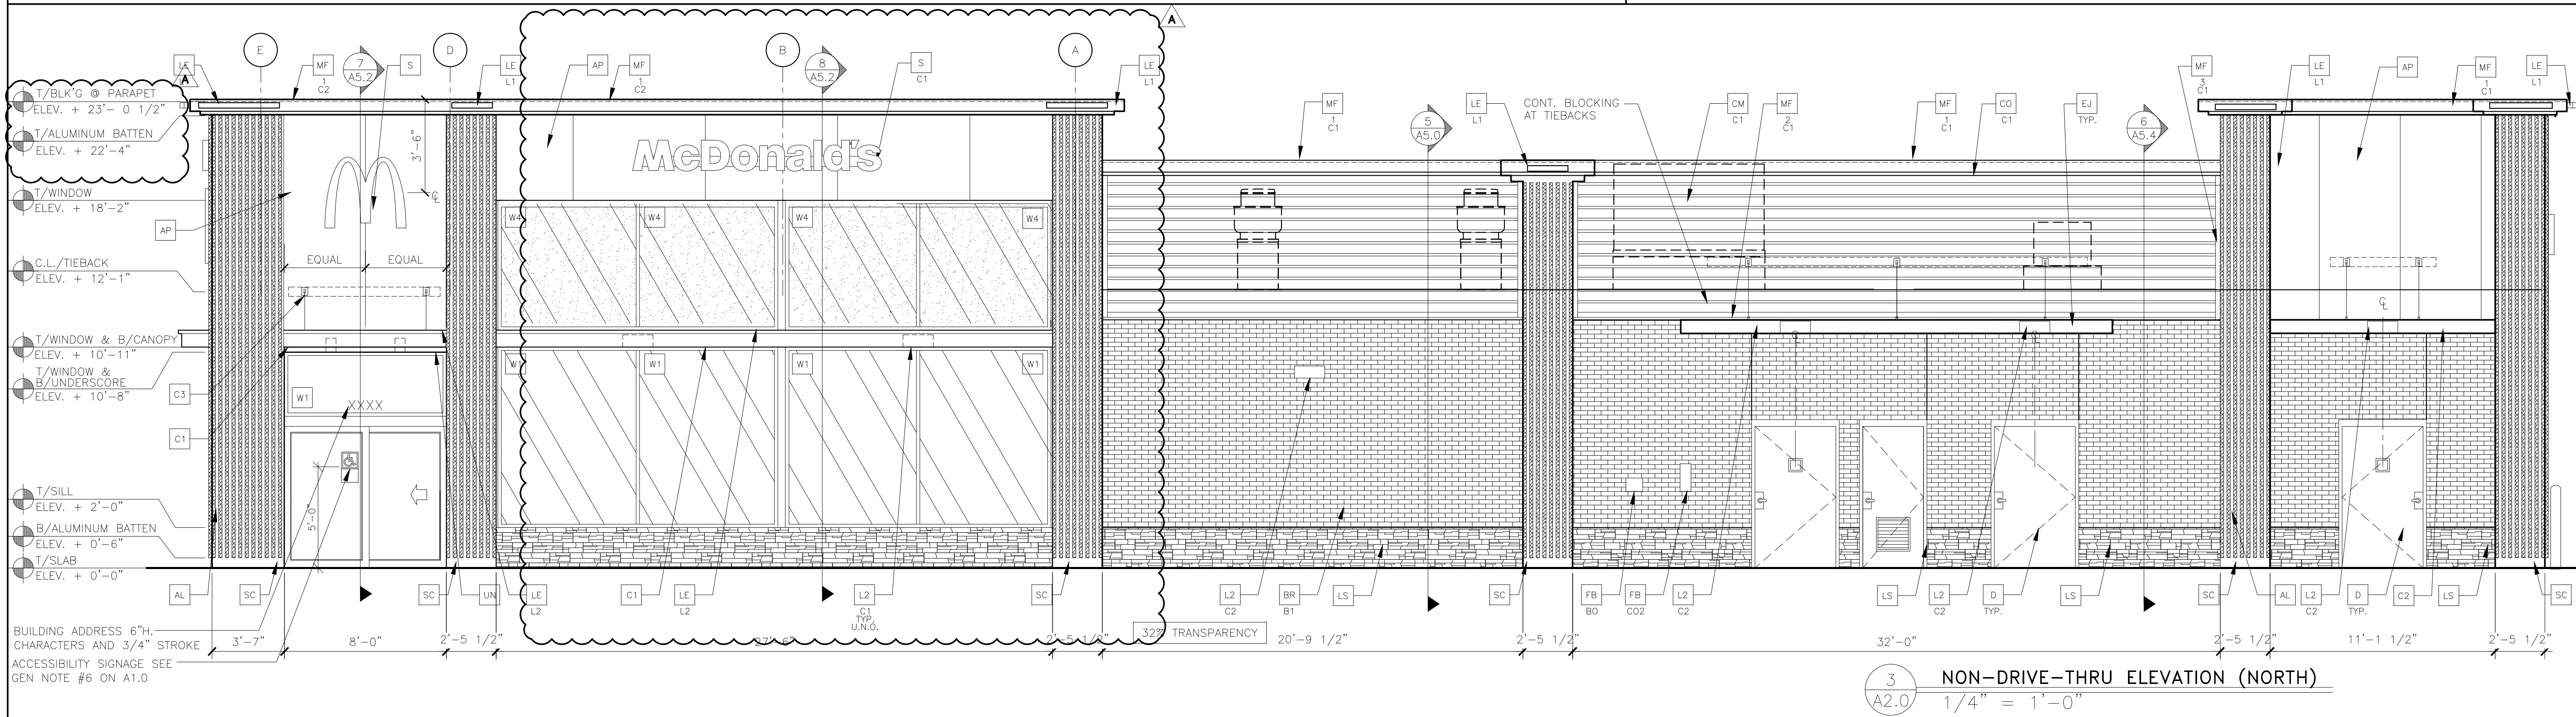 A
E
D
B
A
LE
L1
A
MF
1
C2
7
A5.2
S
LE
L1
AP
MF
1
C2
8
A5.2
S
C1
LE
L1
MF
1
C1
5
A5.0
LE
L1
CONT. BLOCKING
AT TIEBACKS
CM
C1
MF
2
C1
MF
1
C1
CO
C1
EJ
TYP.
6
A5.4
MF
3
C1
LE
L1
AP
MF
1
C1
LE
L1
T/BLK'G @ PARAPET
ELEV. + 23'- 0 1/2"
T/ALUMINUM BATTEN
ELEV. + 22'-4"
T/WINDOW
ELEV. + 18'-2"
AP
C.L./TIEBACK
ELEV. + 12'-1"
T/WINDOW & B/CANOPY
ELEV. + 10'-11"
T/WINDOW &
B/UNDERSCORE
ELEV. + 10'-8"
C3
C1
T/SILL
ELEV. + 2'-0"
B/ALUMINUM BATTEN
ELEV. + 0'-6"
T/SLAB
ELEV. + 0'-0"
3'-6"
McDonald's
EQUAL
EQUAL
W4
W4
W4
W4
W1
W1
W1
W1
W1
XXXX
5'-0"
AL
SC
SC
UN
LE
L2
C1
LE
L2
L2
C1
TYP.
U.N.O.
SC
L2
C2
BR
B1
LS
SC
FB
BO
FB
CO2
L2
C2
LS
L2
C2
D
TYP.
LS
SC
AL
L2
C2
D
TYP.
C2
LS
SC
BUILDING ADDRESS 6"H.
CHARACTERS AND 3/4" STROKE
ACCESSIBILITY SIGNAGE SEE
GEN NOTE #6 ON A1.0
3'-7"
8'-0"
2'-5 1/2"
27'-6"
2'-5 1/2"
32% TRANSPARENCY
20'-9 1/2"
2'-5 1/2"
32'-0"
2'-5 1/2"
11'-1 1/2"
2'-5 1/2"
3
A2.0
NON-DRIVE-THRU ELEVATION (NORTH)
1/4" = 1'-0"